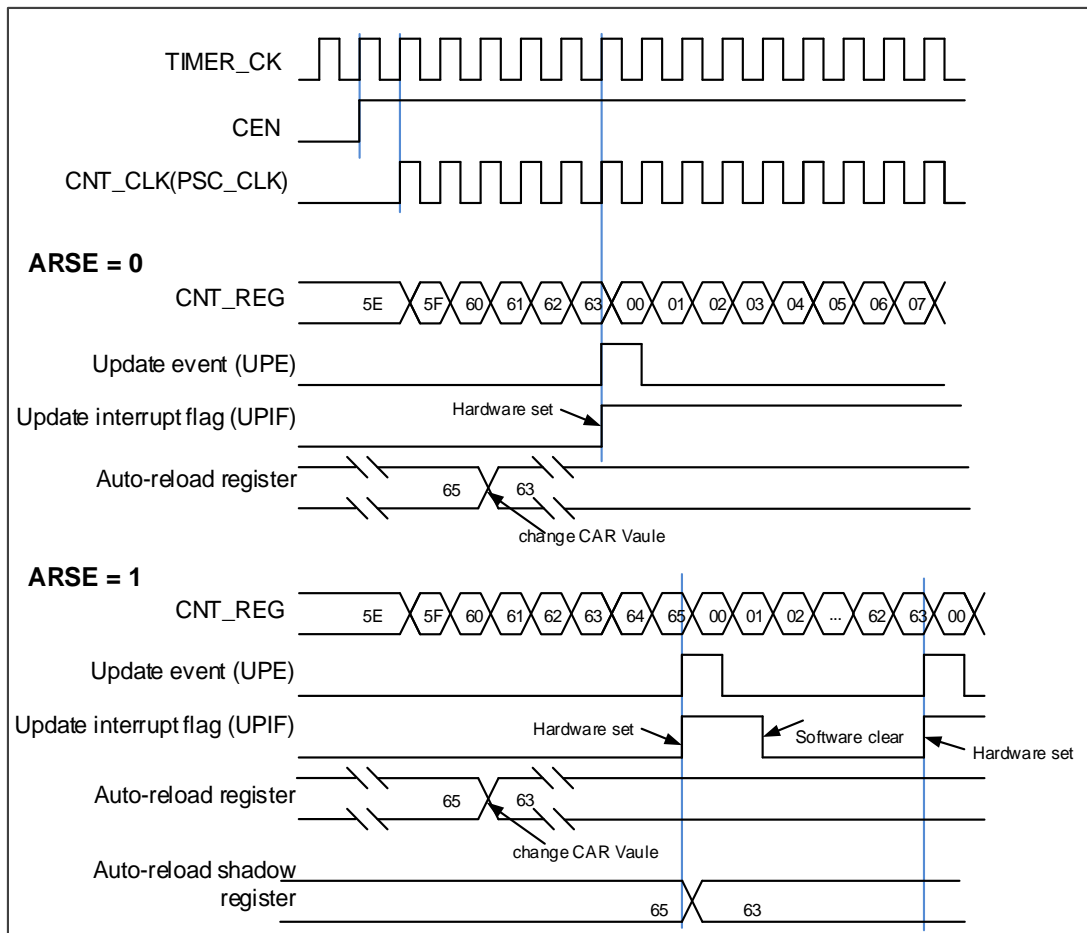 TIMER_CK
CEN
CNT_CLK(PSC_CLK)
ARSE = 0
CNT_REG
5E 5F 60 61 62 63 00 01 02 03 04 05 06 07
Update event (UPE)
Update interrupt flag (UPIF)
Hardware set
Auto-reload register
65 63
change CAR Vaule
ARSE = 1
CNT_REG
5E 5F 60 61 62 63 64 65 00 01 02 ... 62 63 00
Update event (UPE)
Update interrupt flag (UPIF)
Hardware set
Software clear
Hardware set
Auto-reload register
65 63
change CAR Vaule
Auto-reload shadow
register
65 63